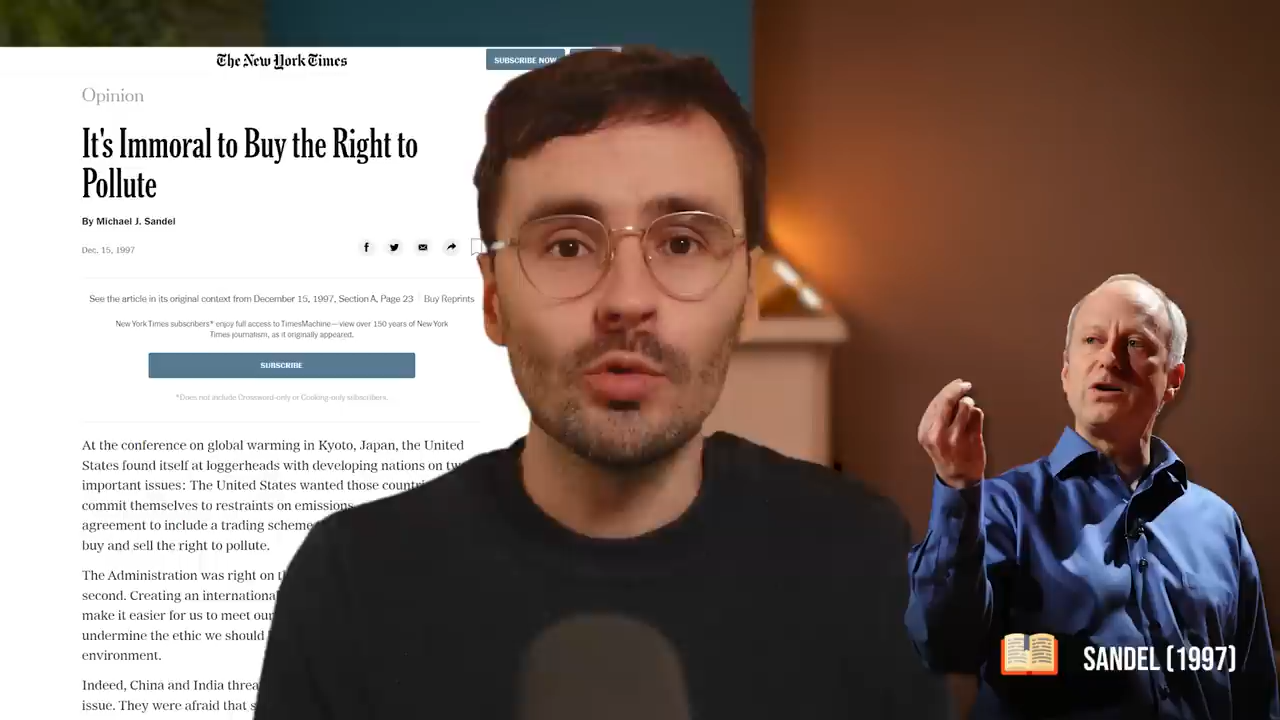 The New York Times
SUBSCRIBE NOW
Opinion
It's Immoral to Buy the Right to
Pollute
By Michael J. Sandel
Dec. 15, 1997
See the article in its original context from December 15, 1997, Section A, Page 23
Buy Reprints
New York Times subscribers* enjoy full access to TimesMachine—view over 150 years of New York
Times journalism, as it originally appeared.
SUBSCRIBE
*Does not include Crossword-only or Cooking-only subscribers.
At the conference on global warming in Kyoto, Japan, the United
States found itself at loggerheads with developing nations on
important issues: The United States wanted those
commit themselves to restraints on emissions
agreement to include a trading scheme
buy and sell the right to pollute.
The Administration was right on
second. Creating an international
make it easier for us to meet our
undermine the ethic we should
environment.
Indeed, China and India
issue. They were afraid that
SANDEL (1997)